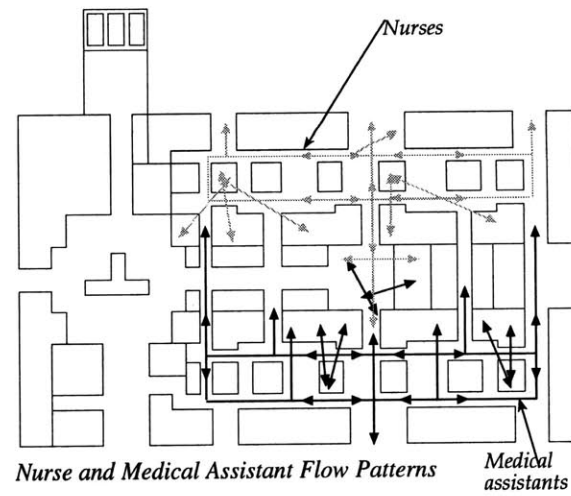 Nurses
Nurse and Medical Assistant Flow Patterns
Medical
assistants